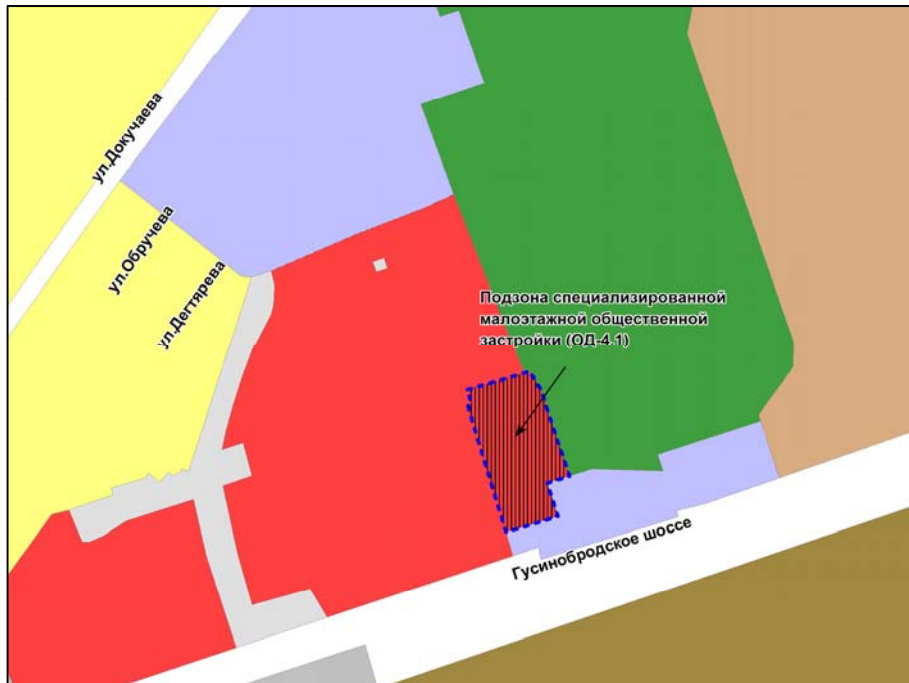 ул.Докучаева
ул.Обручева
ул.Дегтярева
Подзона специализированной
малоэтажной общественной
застройки (ОД-4.1)
Гусинобродское шоссе